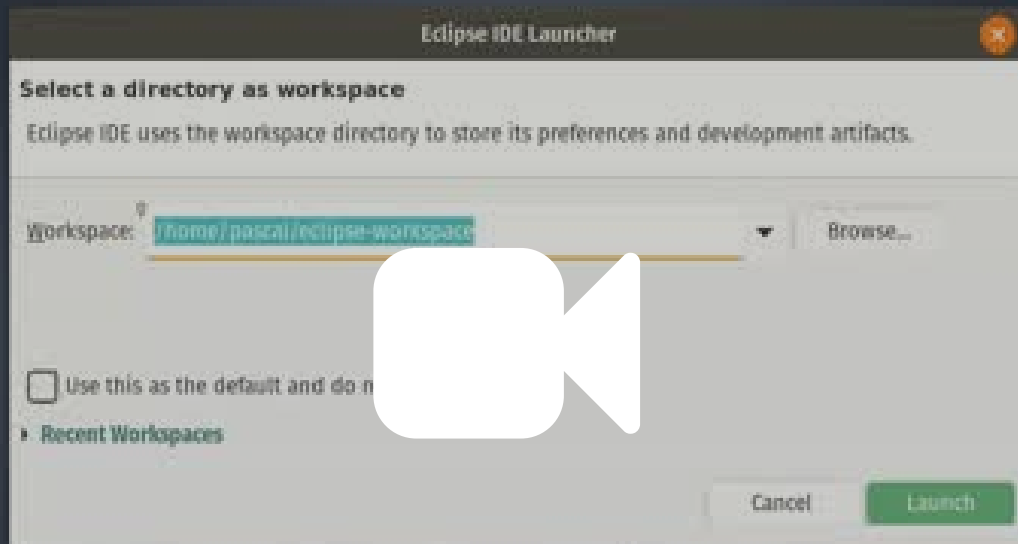 Eclipse IDE Launcher
Select a directory as workspace
Eclipse IDE uses the workspace directory to store its preferences and development artifacts.
Workspace: /home/pascal/eclipse-workspace Browse...
Use this as the default and do
Recent Workspaces
Cancel Launch